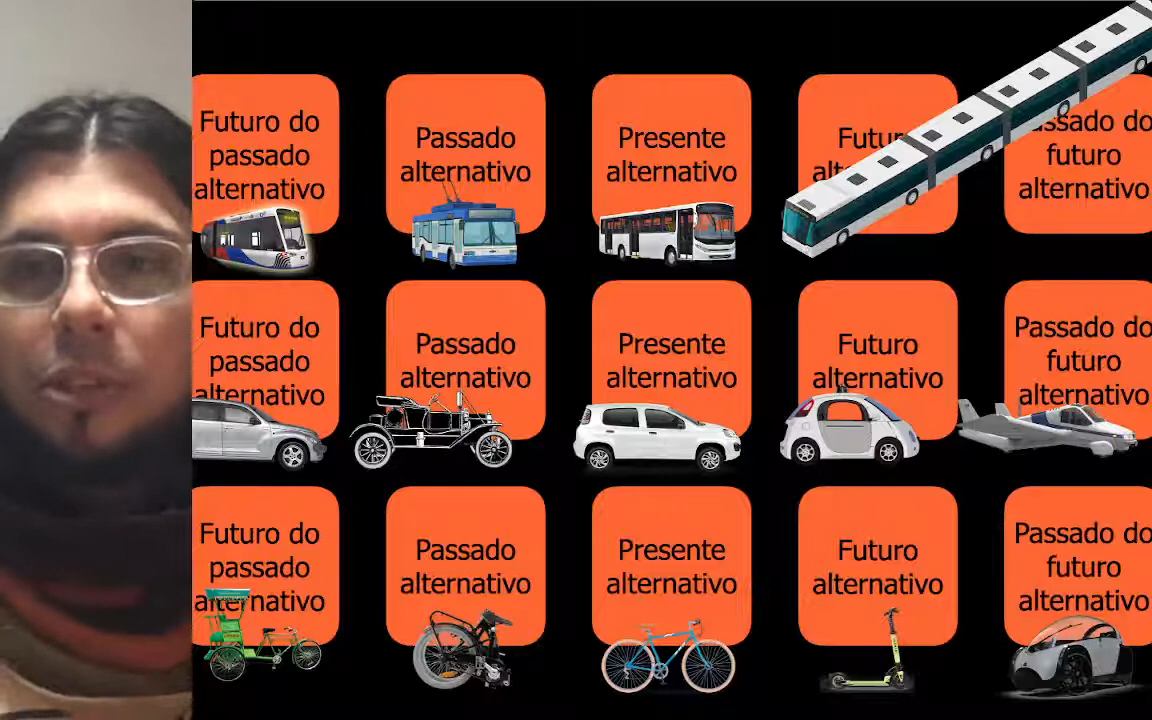 Futuro do
passado
alternativo
Passado
alternativo
Presente
alternativo
Futuro do
passado
alternativo
Passado
alternativo
Presente
alternativo
Futuro
alternativo
Passado do
futuro
alternativo
Futuro do
passado
alternativo
Passado
alternativo
Presente
alternativo
Futuro
alternativo
Passado do
futuro
alternativo
futuro
alternativo